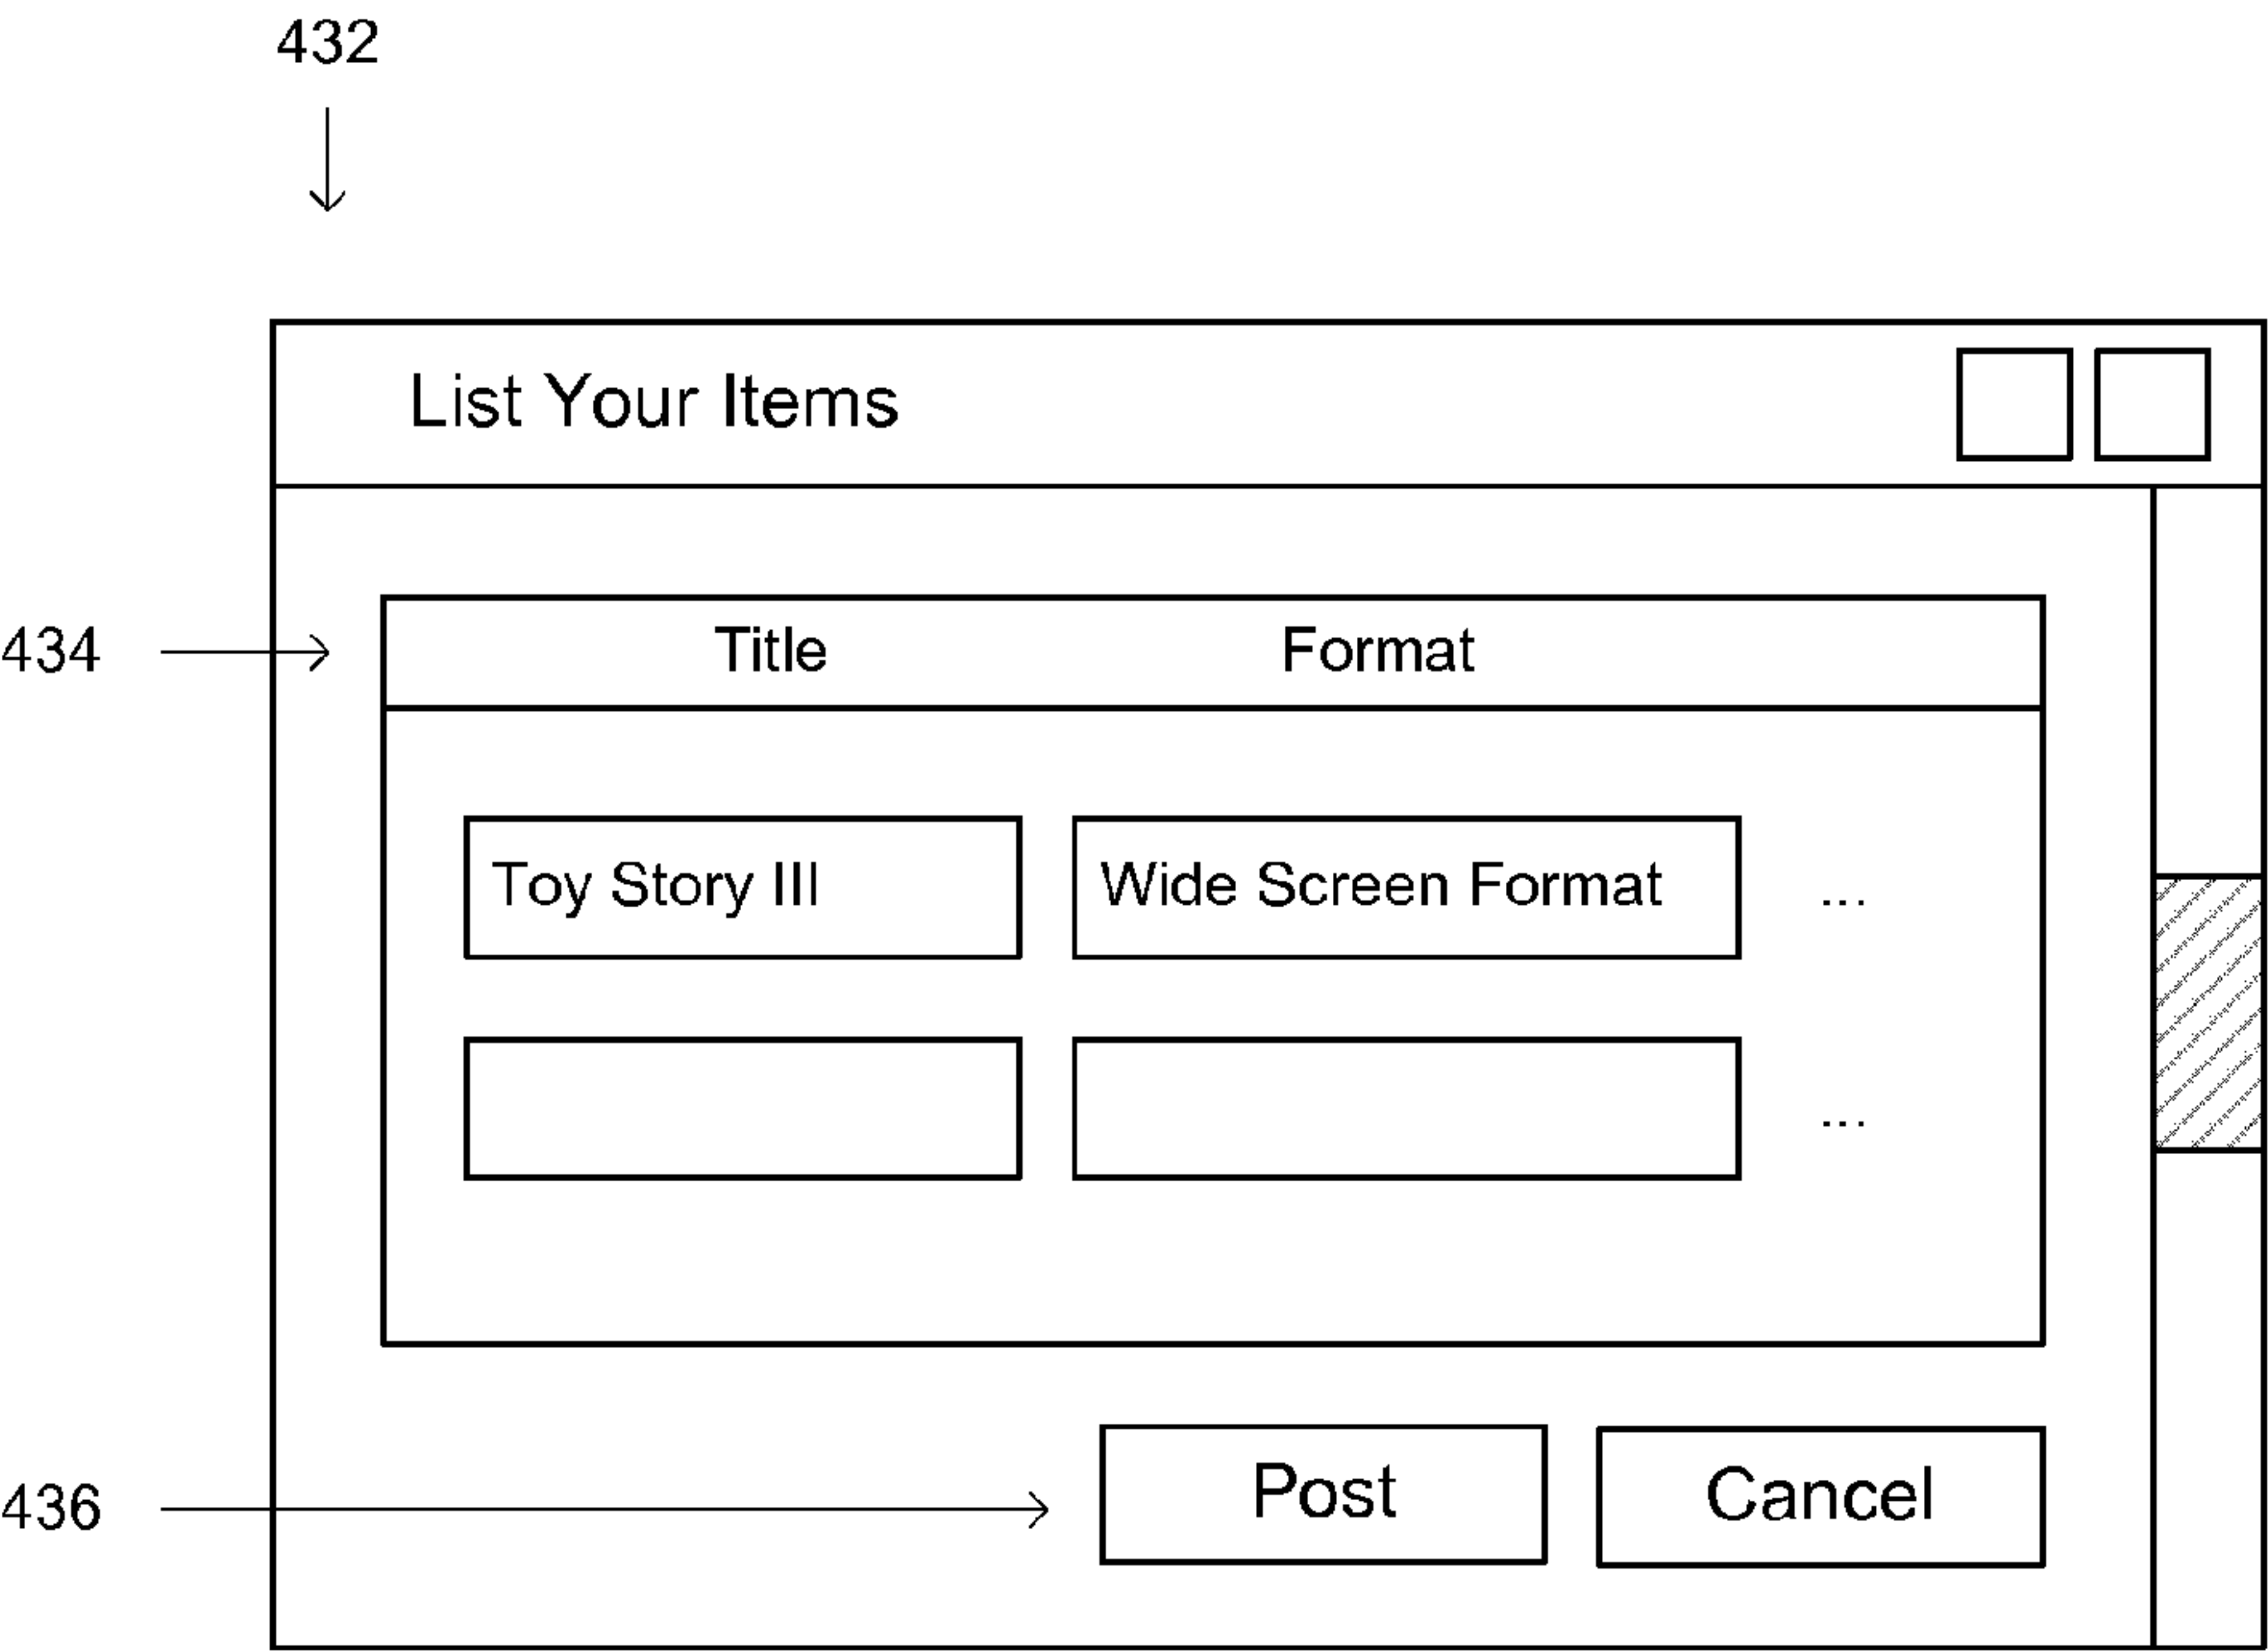 432
List Your Items
434
Title Format
Toy Story III Wide Screen Format ...
...
436
Post Cancel